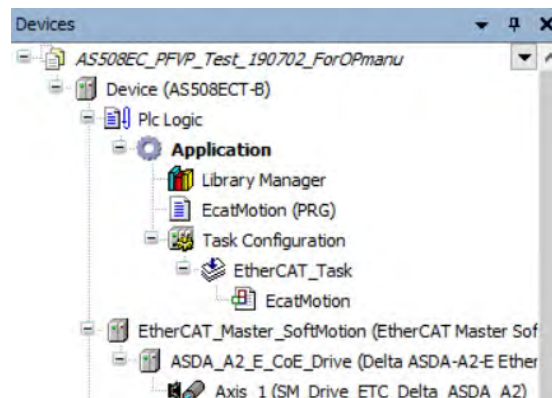 Devices
AS508EC_PFVP_Test_190702_ForOPmanu
Device (AS508ECT-B)
Plc Logic
Application
Library Manager
EcatMotion (PRG)
Task Configuration
EtherCAT_Task
EcatMotion
EtherCAT_Master_SoftMotion (EtherCAT Master Sof
ASDA_A2_E_CoE_Drive (Delta ASDA-A2-E Ether
Axis_1 (SM_Drive_ETC_Delta_ASDA_A2)